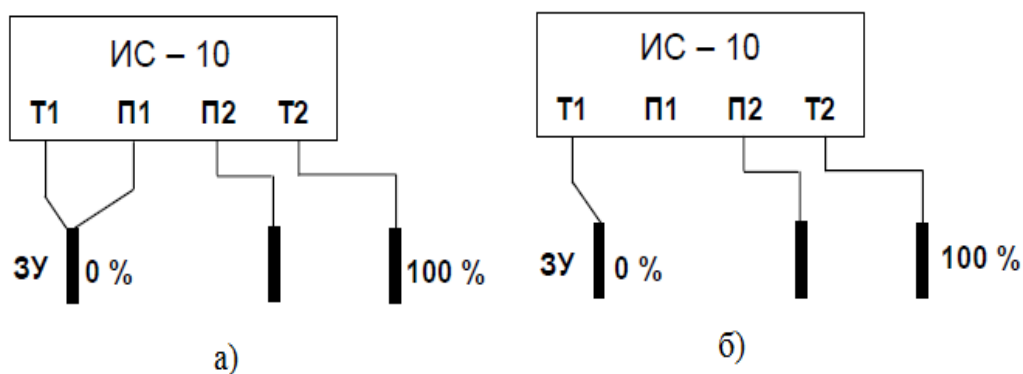 ИС – 10
Т1 П1 П2 Т2
ЗУ 0 % 100 %
а)
ИС – 10
Т1 П1 П2 Т2
ЗУ 0 % 100 %
б)